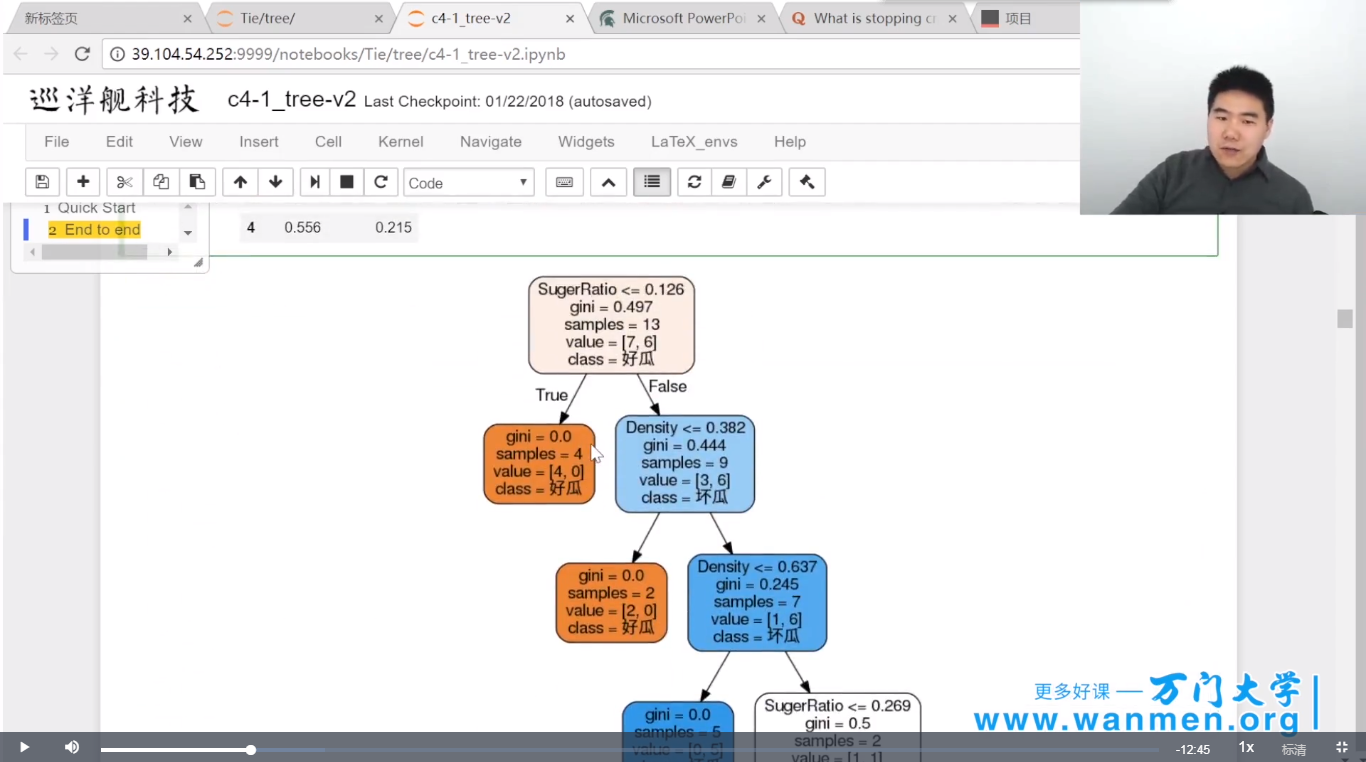 新标签页
Tie/tree/
c4-1_tree-v2
Microsoft PowerPoi
What is stopping cr
项目
39.104.54.252:9999/notebooks/Tie/tree/c4-1_tree-v2.ipynb
巡洋舰科技
c4-1_tree-v2 Last Checkpoint: 01/22/2018 (autosaved)
File Edit View Insert Cell Kernel Navigate Widgets LaTeX_envs Help
Code
1 Quick Start
2 End to end
4 0.556 0.215
SugerRatio <= 0.126
gini = 0.497
samples = 13
value = [7, 6]
class = 好瓜
True
False
gini = 0.0
samples = 4
value = [4, 0]
class = 好瓜
Density <= 0.382
gini = 0.444
samples = 9
value = [3, 6]
class = 坏瓜
gini = 0.0
samples = 2
value = [2, 0]
class = 好瓜
Density <= 0.637
gini = 0.245
samples = 7
value = [1, 6]
class = 坏瓜
gini = 0.0
samples = 5
value = [0, 5]
SugerRatio <= 0.269
gini = 0.5
samples = 2
value = [1, 1]
更多好课 — 万门大学
www.wanmen.org
-12:45
1x
标清